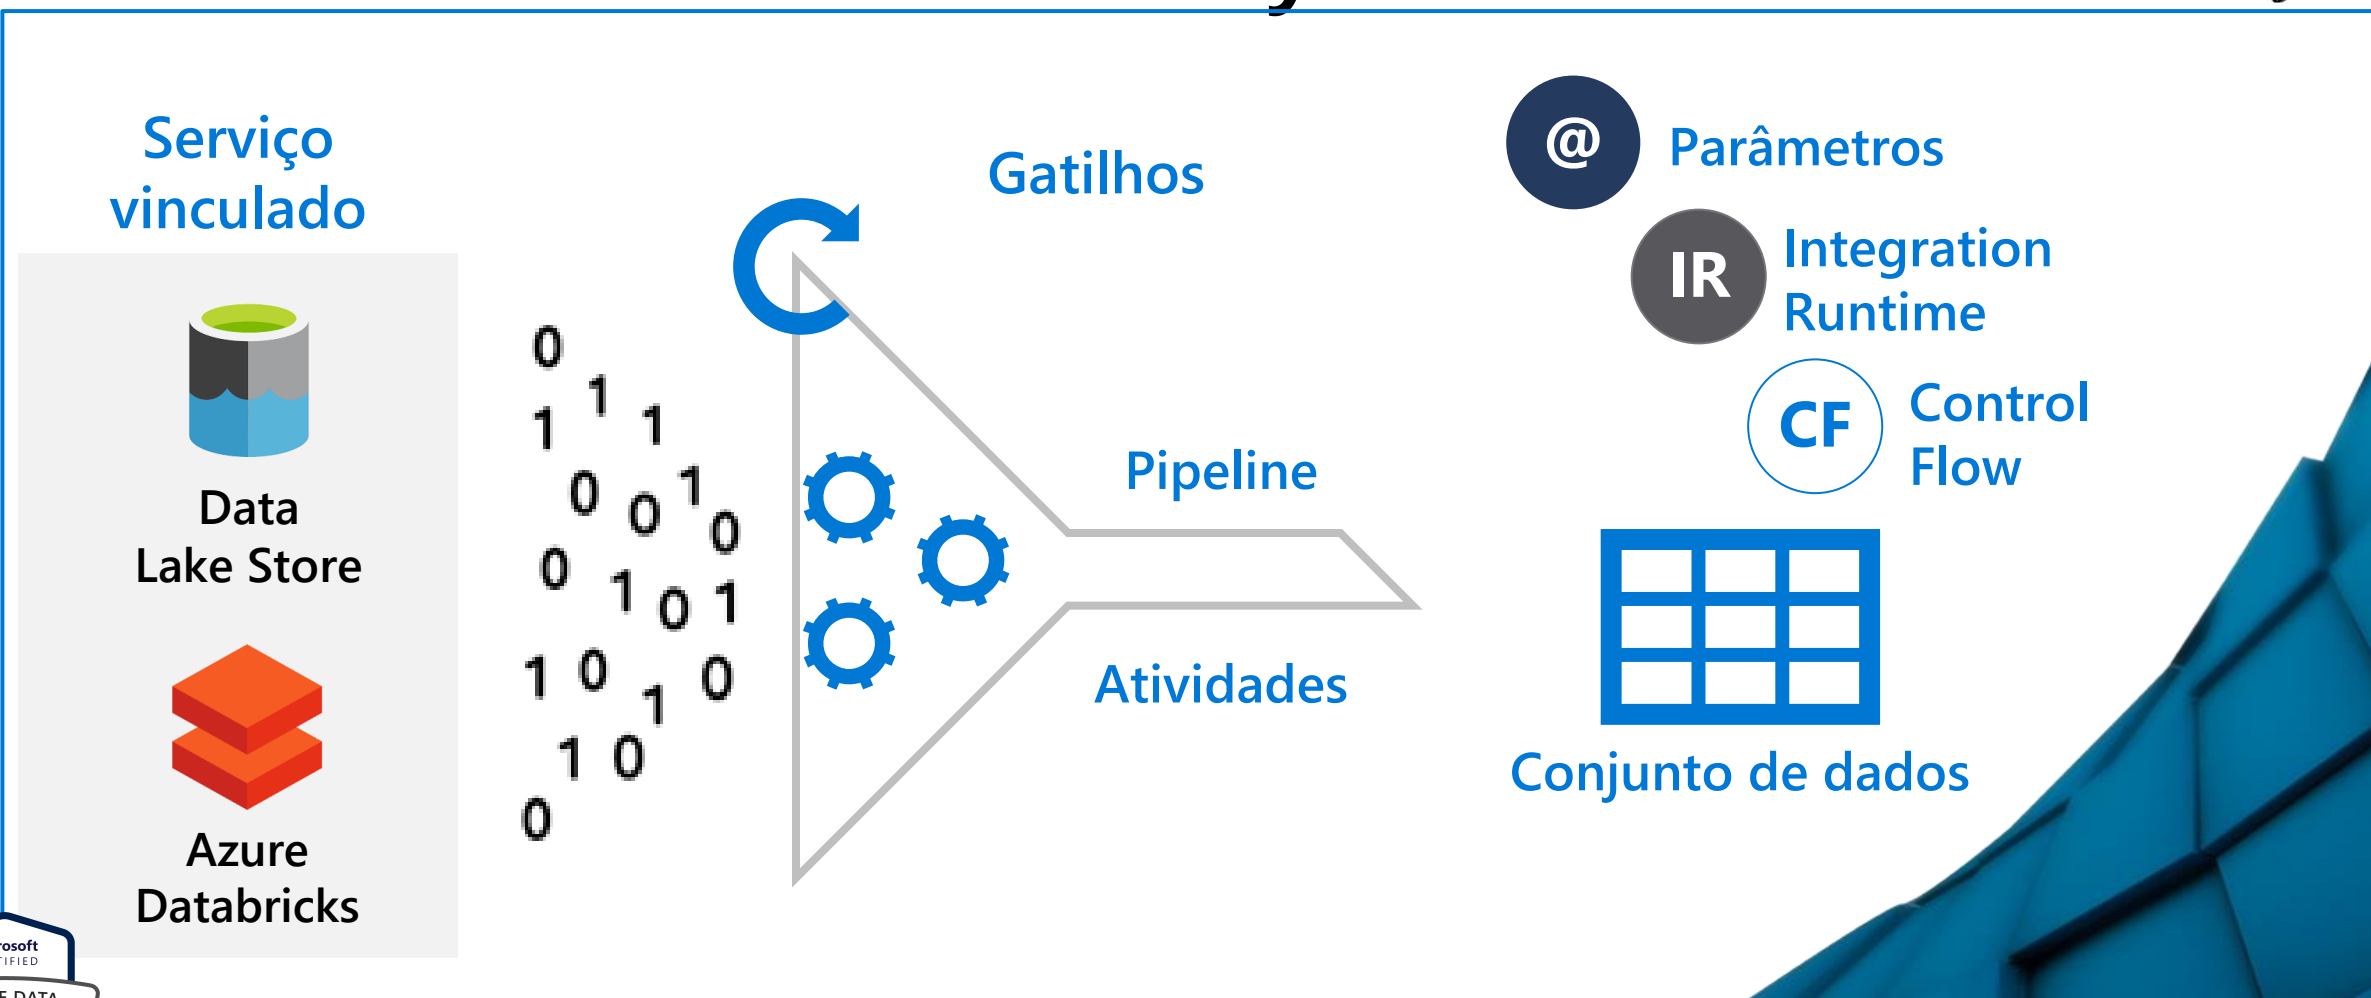 Serviço
vinculado
Data
Lake Store
Azure
Databricks
0
1
1
1
0
0
1
0
0
1
0
1
1
0
1
0
1
0
0
Gatilhos
Pipeline
Atividades
@
Parâmetros
IR
Integration
Runtime
CF
Control
Flow
Conjunto de dados
DATA